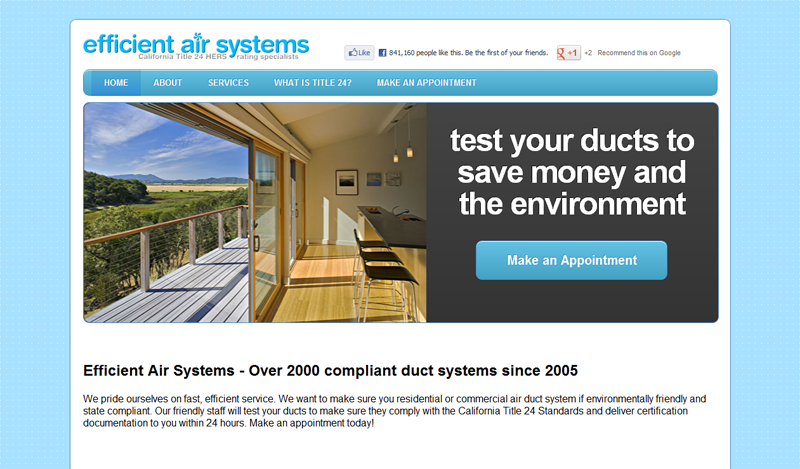 efficient air systems
California Title 24 HERS rating specialists
Like 841,160 people like this. Be the first of your friends. +1 +2 Recommend this on Google
HOME ABOUT SERVICES WHAT IS TITLE 24? MAKE AN APPOINTMENT
test your ducts to
save money and
the environment
Make an Appointment
Efficient Air Systems - Over 2000 compliant duct systems since 2005
We pride ourselves on fast, efficient service. We want to make sure you residential or commercial air duct system if environmentally friendly and
state compliant. Our friendly staff will test your ducts to make sure they comply with the California Title 24 Standards and deliver certification
documentation to you within 24 hours. Make an appointment today!